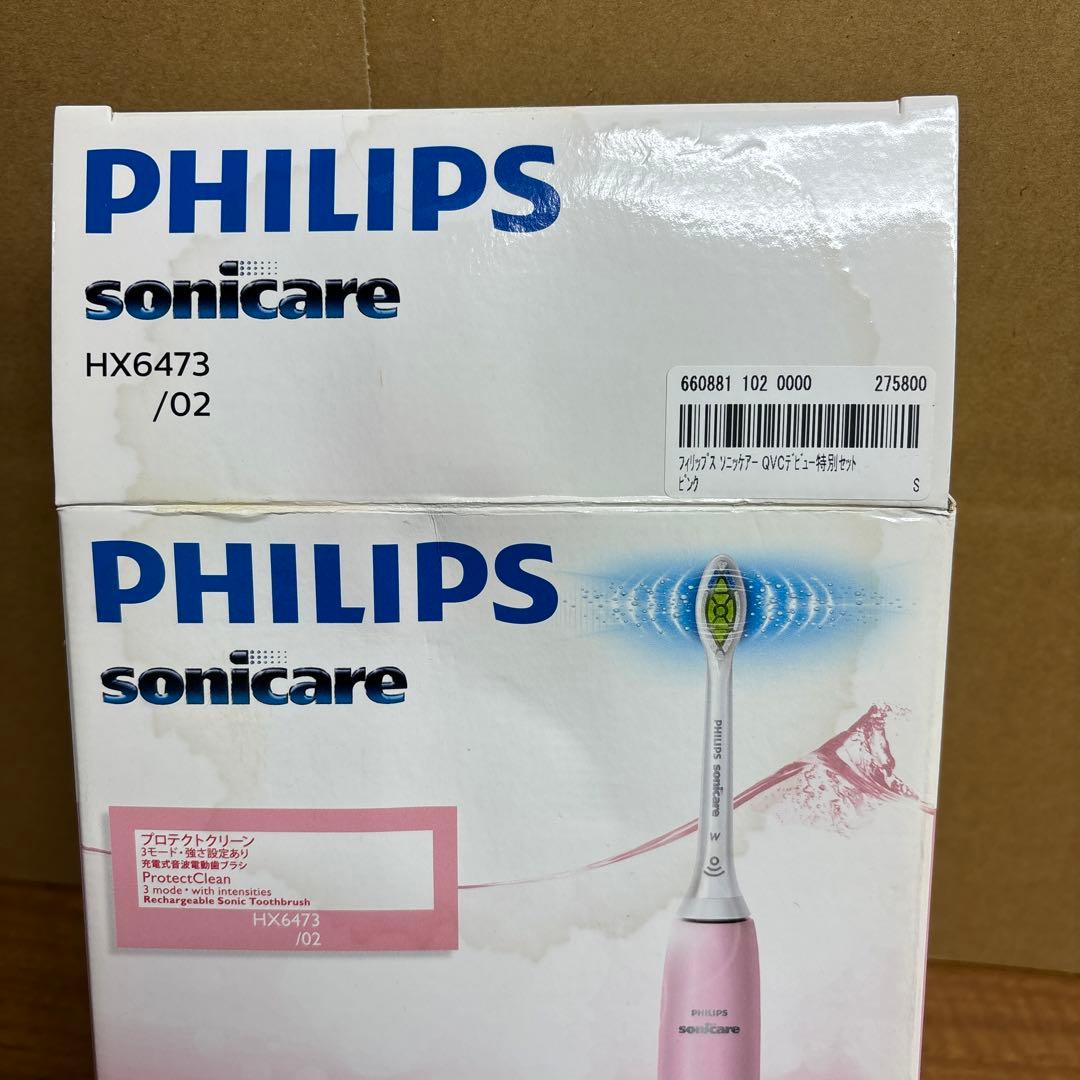 PHILIPS
sonicare
HX6473
/02
660881 102 0000 275800
フィリップス ソニッケアー QVCデビュー特別セット
ピンク S
PHILIPS
sonicare
PHILIPS sonicare
W
プロテクトクリーン
3モード・強さ設定あり
充電式音波電動歯ブラシ
ProtectClean
3 mode・with intensities
Rechargeable Sonic Toothbrush
HX6473
/02
PHILIPS
sonicare